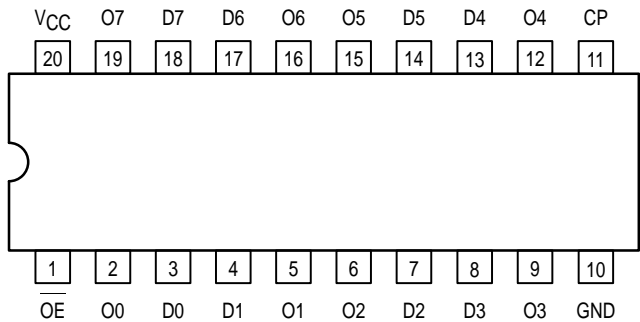 VCC O7 D7 D6 O6 O5 D5 D4 O4 CP
20 19 18 17 16 15 14 13 12 11
1 2 3 4 5 6 7 8 9 10
O̅E̅ O0 D0 D1 O1 O2 D2 D3 O3 GND